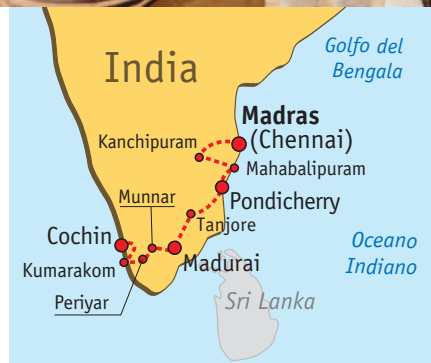 India
Golfo del
Bengala
Madras
(Chennai)
Kanchipuram
Mahabalipuram
Munnar
Pondicherry
Tanjore
Cochin
Oceano
Indiano
Kumarakom
Madurai
Periyar
Sri Lanka